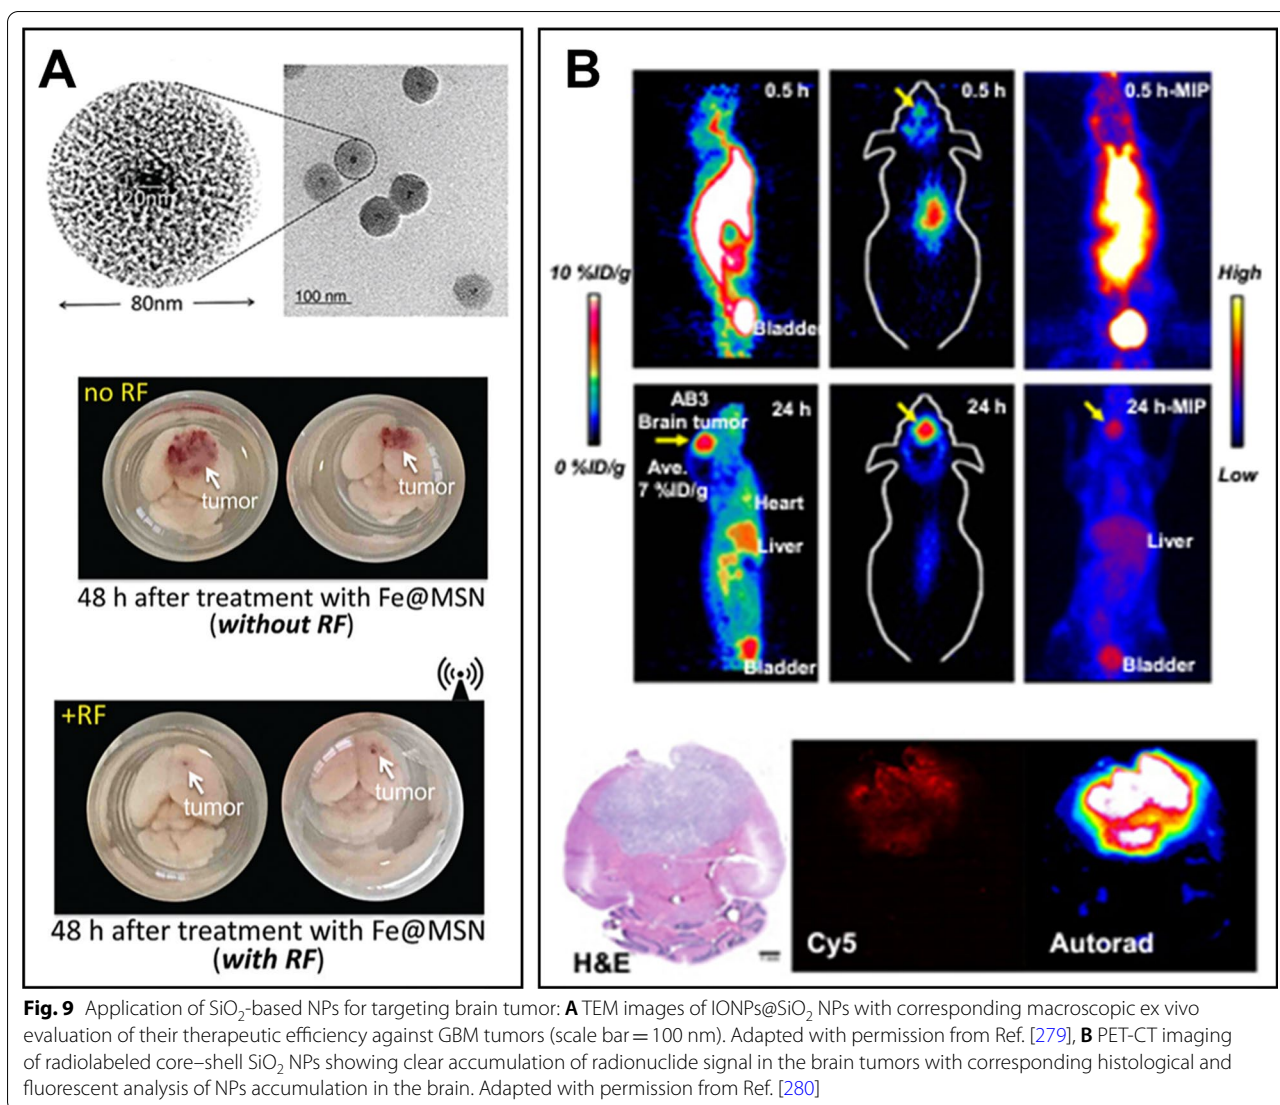 A
20nm
80nm
100 nm
no RF
tumor
tumor
48 h after treatment with Fe@MSN
(without RF)
+RF
tumor
tumor
48 h after treatment with Fe@MSN
(with RF)
B
0.5 h
0.5 h
0.5 h-MIP
Bladder
10 %ID/g
0 %ID/g
High
Low
AB3
Brain tumor
24 h
24 h
24 h-MIP
Ave.
7 %ID/g
Heart
Liver
Bladder
Liver
Bladder
H&E
Cy5
Autorad
Fig. 9 Application of SiO2-based NPs for targeting brain tumor: A TEM images of IONPs@SiO2 NPs with corresponding macroscopic ex vivo
evaluation of their therapeutic efficiency against GBM tumors (scale bar = 100 nm). Adapted with permission from Ref. [279], B PET-CT imaging
of radiolabeled core–shell SiO2 NPs showing clear accumulation of radionuclide signal in the brain tumors with corresponding histological and
fluorescent analysis of NPs accumulation in the brain. Adapted with permission from Ref. [280]